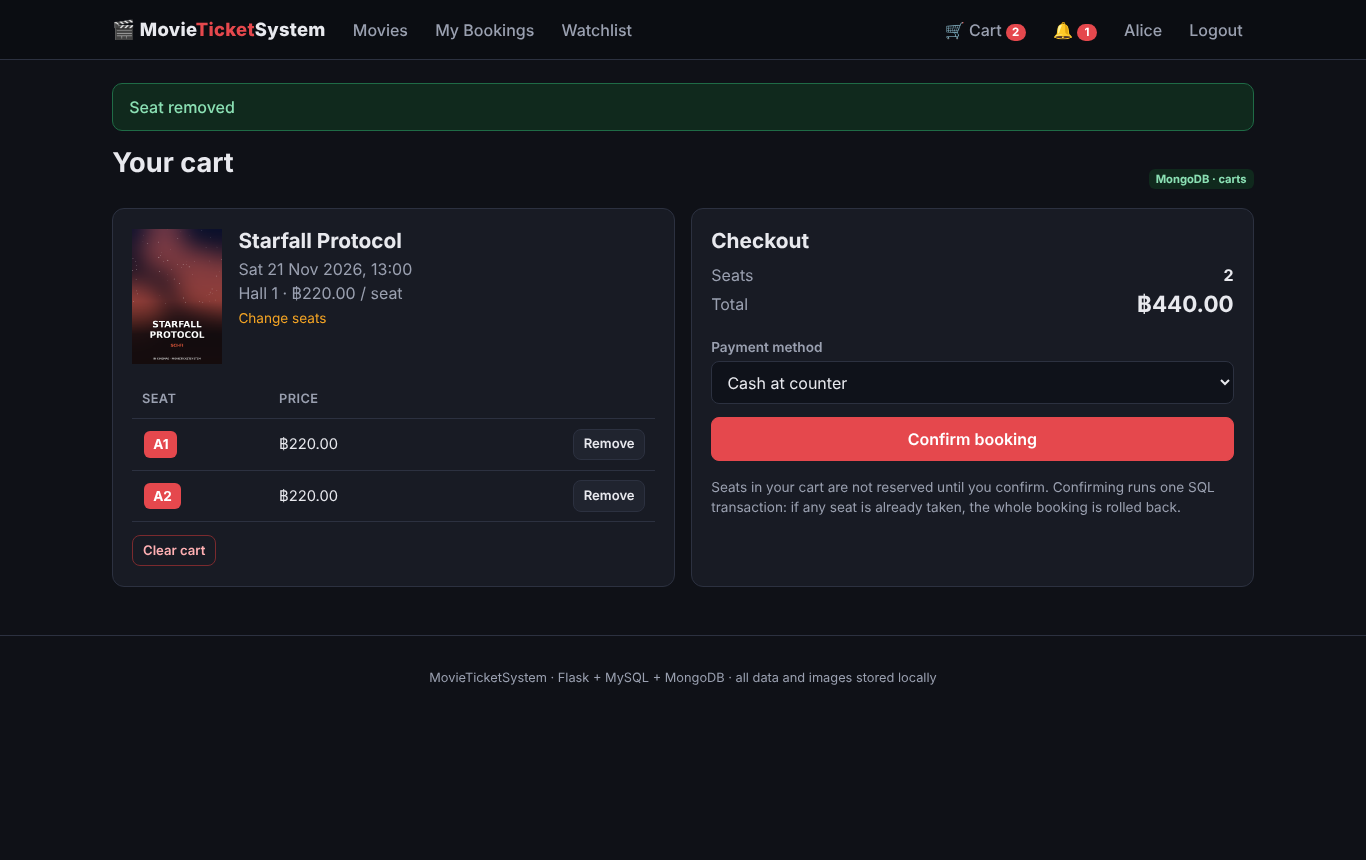 🎬 MovieTicketSystem Movies My Bookings Watchlist 🛒 Cart 2 🔔 1 Alice Logout
Seat removed
Your cart
MongoDB · carts
STARFALL
PROTOCOL
SCI-FI
Starfall Protocol
Sat 21 Nov 2026, 13:00
Hall 1 · ฿220.00 / seat
Change seats
SEAT PRICE
A1 ฿220.00 Remove
A2 ฿220.00 Remove
Clear cart
Checkout
Seats 2
Total ฿440.00
Payment method
Cash at counter
Confirm booking
Seats in your cart are not reserved until you confirm. Confirming runs one SQL
transaction: if any seat is already taken, the whole booking is rolled back.
MovieTicketSystem · Flask + MySQL + MongoDB · all data and images stored locally